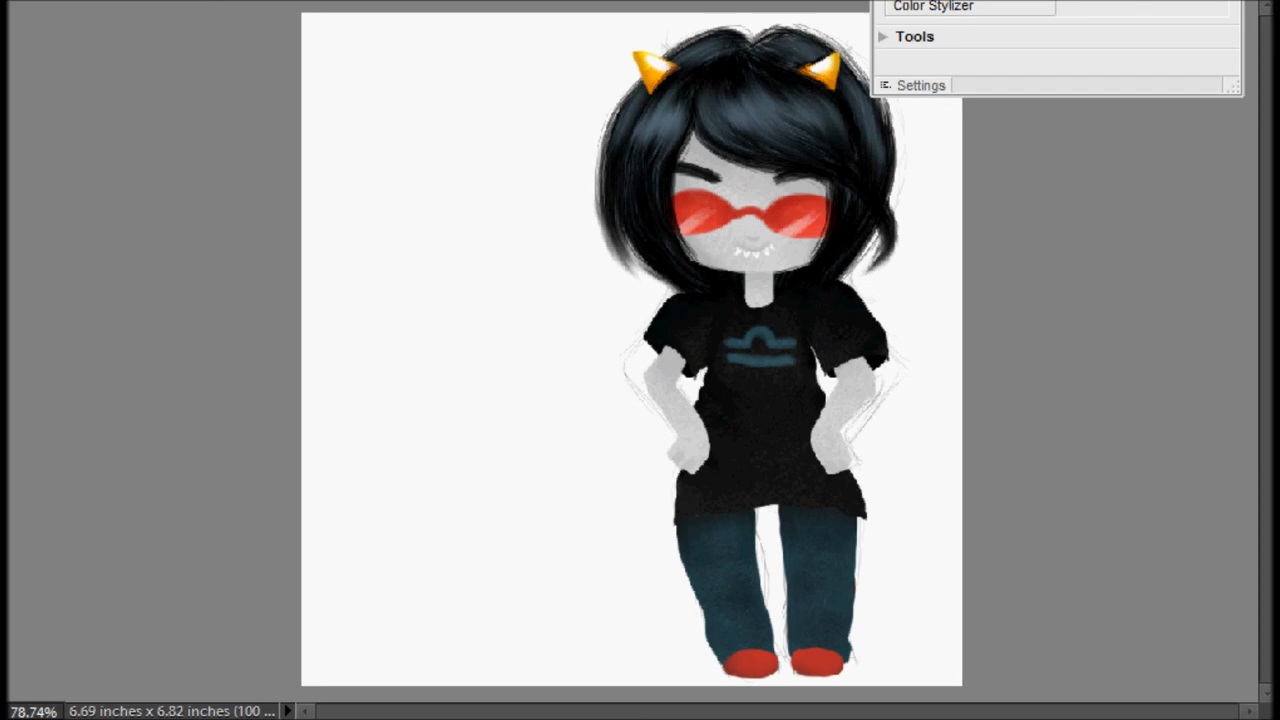 Color Stylizer
Tools
Settings
78.74%
6.69 inches x 6.82 inches (100 ...